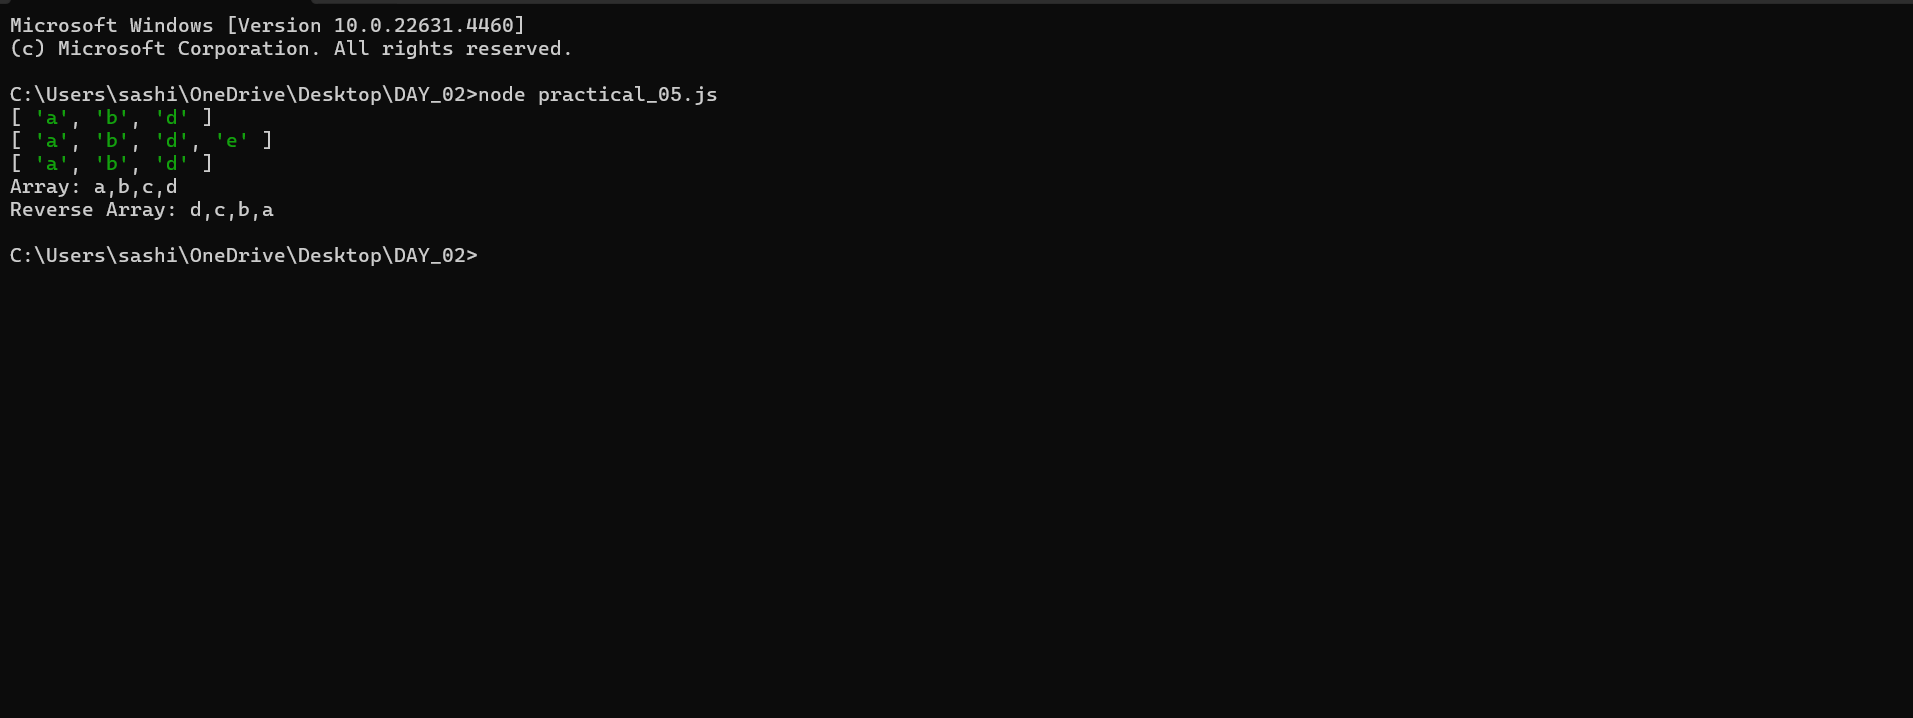 Microsoft Windows [Version 10.0.22631.4460]
(c) Microsoft Corporation. All rights reserved.
C:\Users\sashi\OneDrive\Desktop\DAY_02>node practical_05.js
[ 'a', 'b', 'd' ]
[ 'a', 'b', 'd', 'e' ]
[ 'a', 'b', 'd' ]
Array: a,b,c,d
Reverse Array: d,c,b,a
C:\Users\sashi\OneDrive\Desktop\DAY_02>